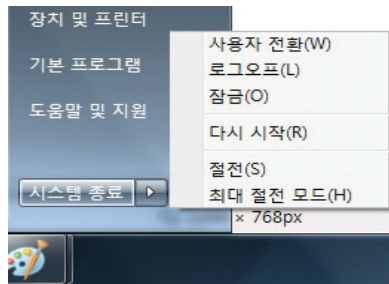 장치 및 프린터
기본 프로그램
도움말 및 지원
시스템 종료
사용자 전환(W)
로그오프(L)
잠금(O)
다시 시작(R)
절전(S)
최대 절전 모드(H)
× 768px